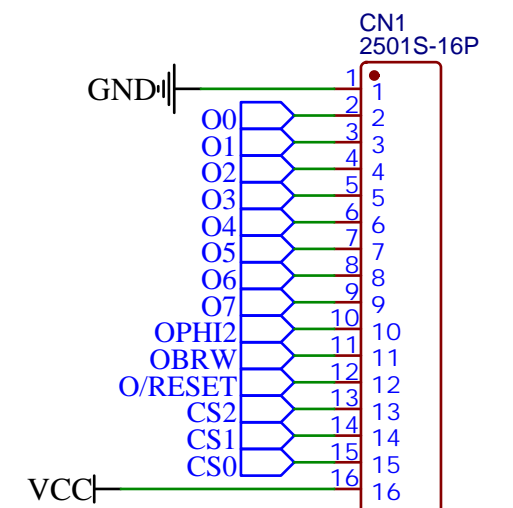 CN1
2501S-16P
GND 1 1
O0 2 2
O1 3 3
O2 4 4
O3 5 5
O4 6 6
O5 7 7
O6 8 8
O7 9 9
OPHI2 10 10
OBRW 11 11
O/RESET 12 12
CS2 13 13
CS1 14 14
CS0 15 15
VCC 16 16